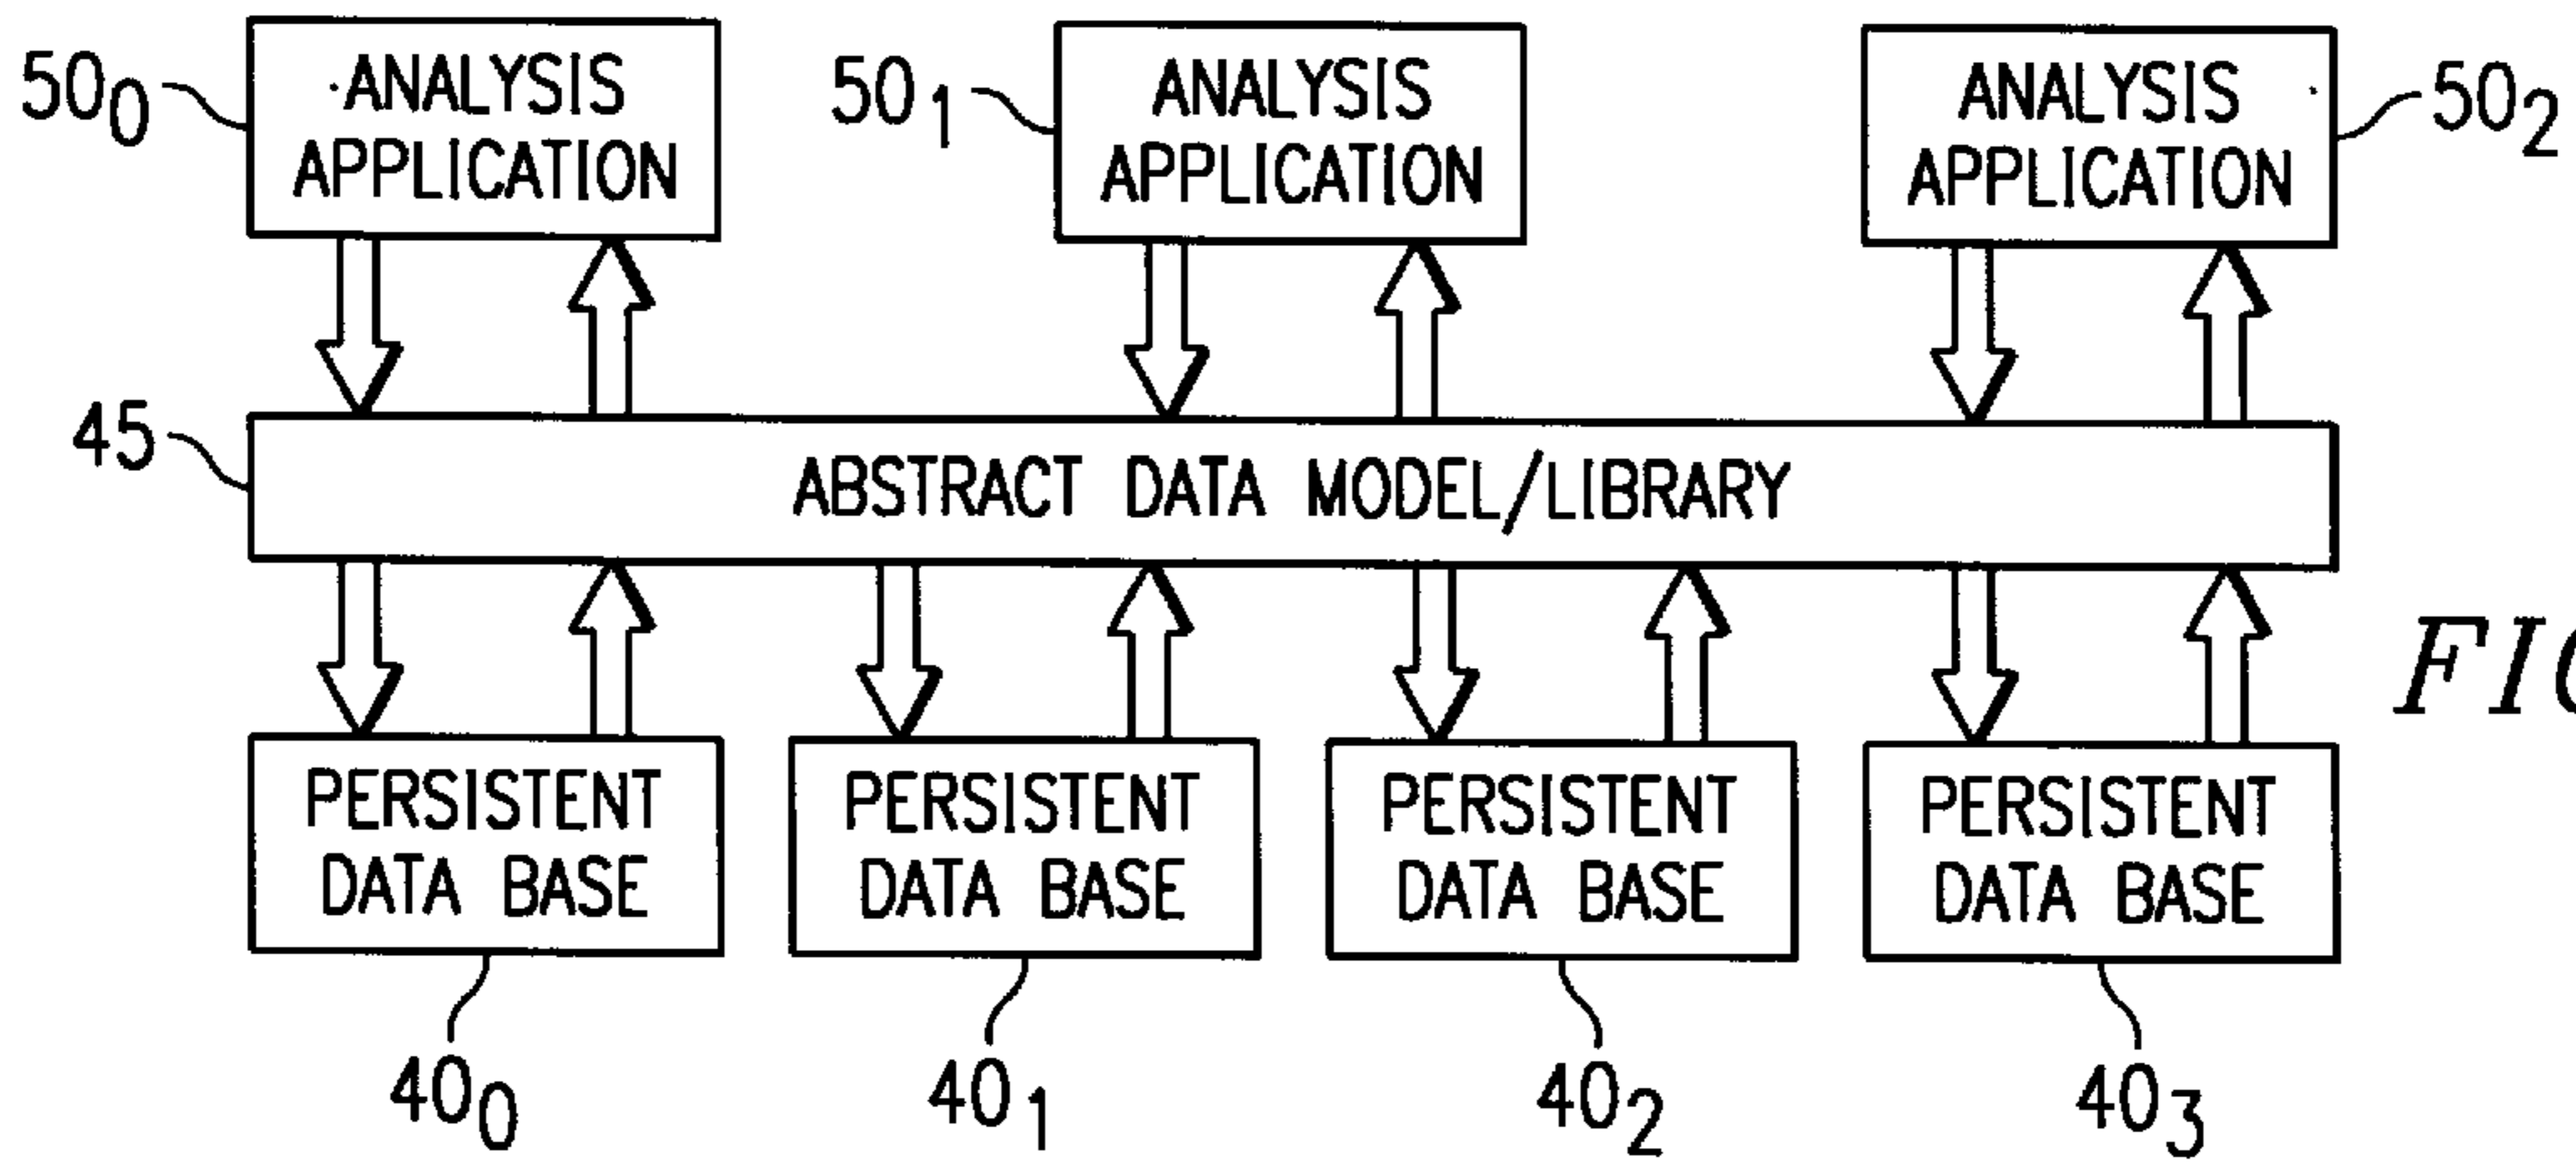 50₀
ANALYSIS
APPLICATION
50₁
ANALYSIS
APPLICATION
ANALYSIS
APPLICATION
50₂
45
ABSTRACT DATA MODEL/LIBRARY
PERSISTENT
DATA BASE
PERSISTENT
DATA BASE
PERSISTENT
DATA BASE
PERSISTENT
DATA BASE
40₀
40₁
40₂
40₃